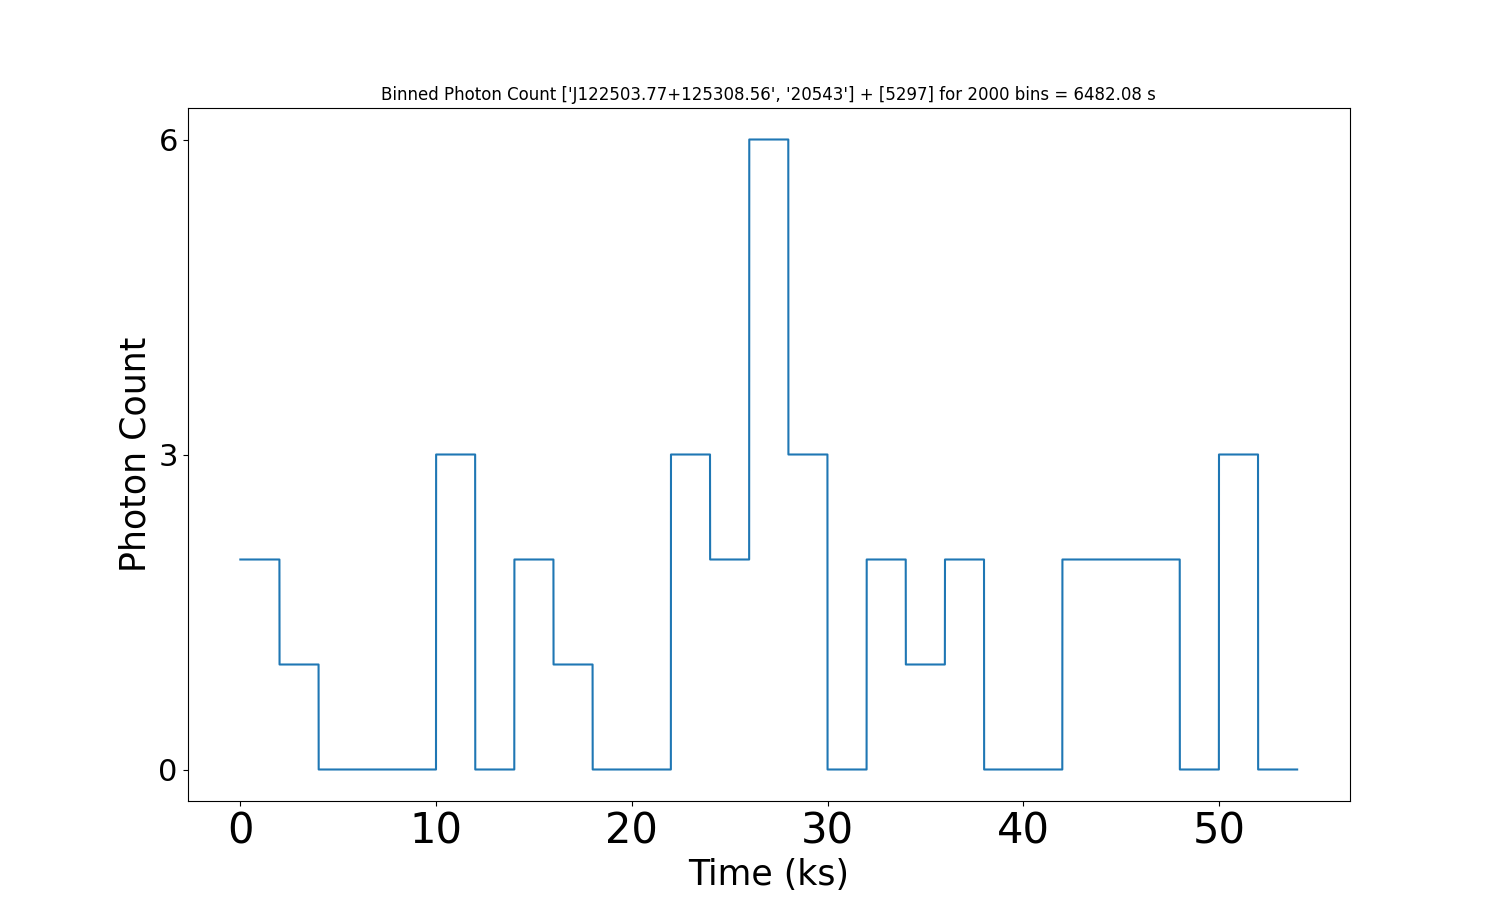 Binned Photon Count ['J122503.77+125308.56', '20543'] + [5297] for 2000 bins = 6482.08 s
6
3
0
Photon Count
0 10 20 30 40 50
Time (ks)